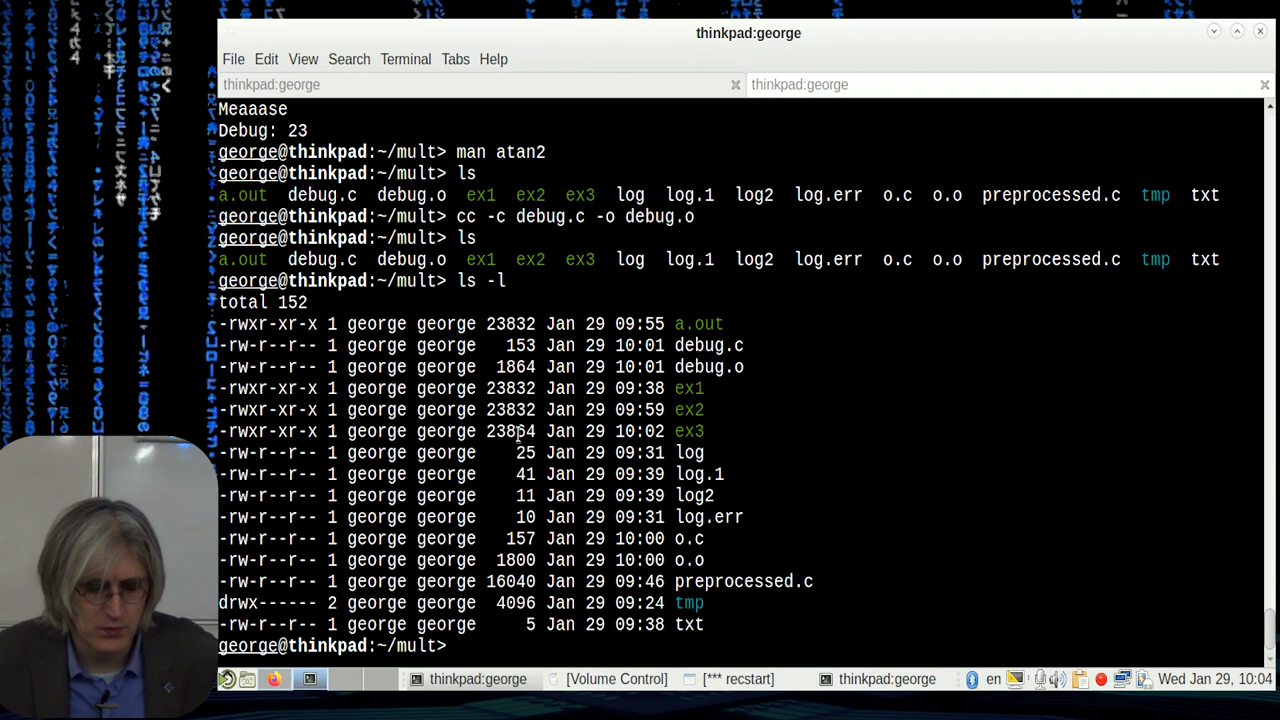 thinkpad:george
File Edit View Search Terminal Tabs Help
thinkpad:george thinkpad:george
Meaaase
Debug: 23
george@thinkpad:~/mult> man atan2
george@thinkpad:~/mult> ls
a.out debug.c debug.o ex1 ex2 ex3 log log.1 log2 log.err o.c o.o preprocessed.c tmp txt
george@thinkpad:~/mult> cc -c debug.c -o debug.o
george@thinkpad:~/mult> ls
a.out debug.c debug.o ex1 ex2 ex3 log log.1 log2 log.err o.c o.o preprocessed.c tmp txt
george@thinkpad:~/mult> ls -l
total 152
-rwxr-xr-x 1 george george 23832 Jan 29 09:55 a.out
-rw-r--r-- 1 george george 153 Jan 29 10:01 debug.c
-rw-r--r-- 1 george george 1864 Jan 29 10:01 debug.o
-rwxr-xr-x 1 george george 23832 Jan 29 09:38 ex1
-rwxr-xr-x 1 george george 23832 Jan 29 09:59 ex2
-rwxr-xr-x 1 george george 23864 Jan 29 10:02 ex3
-rw-r--r-- 1 george george 25 Jan 29 09:31 log
-rw-r--r-- 1 george george 41 Jan 29 09:39 log.1
-rw-r--r-- 1 george george 11 Jan 29 09:39 log2
-rw-r--r-- 1 george george 10 Jan 29 09:31 log.err
-rw-r--r-- 1 george george 157 Jan 29 10:00 o.c
-rw-r--r-- 1 george george 1800 Jan 29 10:00 o.o
-rw-r--r-- 1 george george 16040 Jan 29 09:46 preprocessed.c
drwx------ 2 george george 4096 Jan 29 09:24 tmp
-rw-r--r-- 1 george george 5 Jan 29 09:38 txt
george@thinkpad:~/mult>
thinkpad:george [Volume Control] [*** recstart] thinkpad:george en Wed Jan 29, 10:04